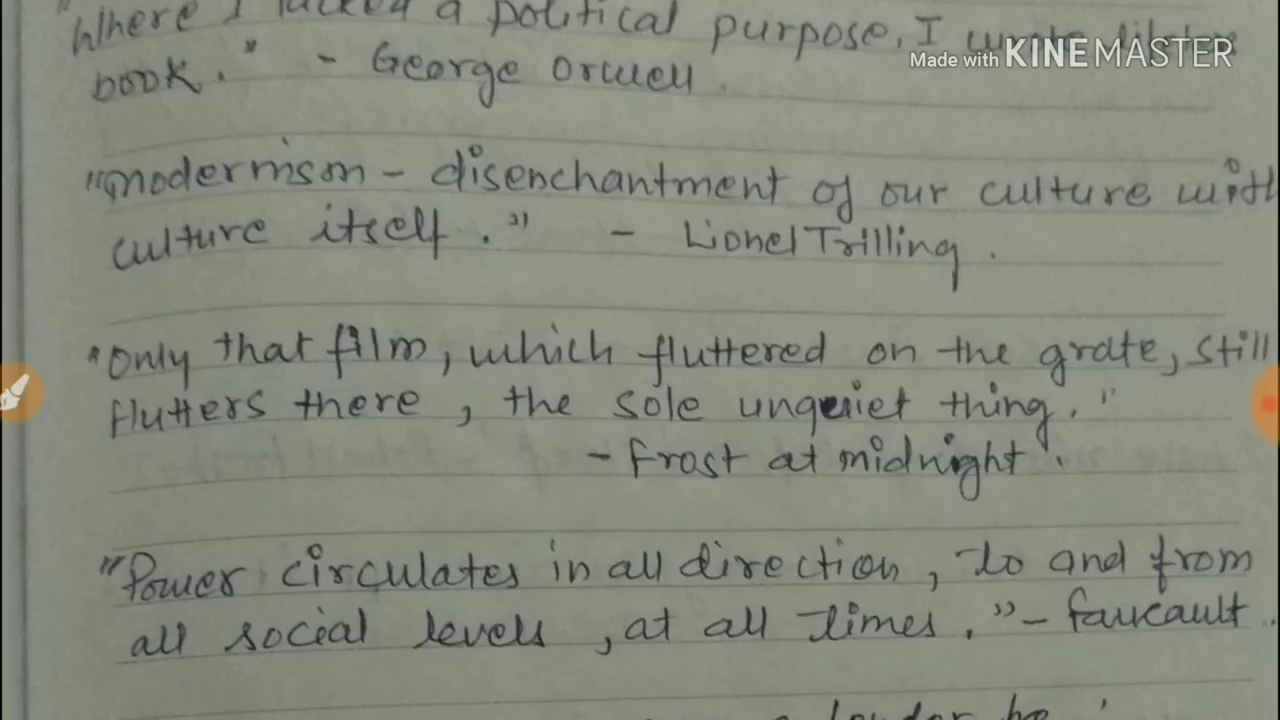 "Where I lacked a political purpose, I wrote
book." - George Orwell.
Made with KINEMASTER
"modernism - disenchantment of our culture with
culture itself." - Lionel Trilling.
"Only that film, which fluttered on the grate, still
flutters there, the sole unquiet thing."
- Frost at midnight.
"Power circulates in all direction, to and from
all social levels, at all times." - Faucault.